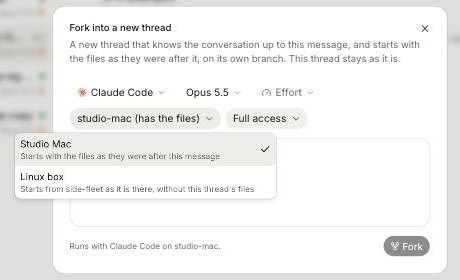 Fork into a new thread
A new thread that knows the conversation up to this message, and starts with
the files as they were after it, on its own branch. This thread stays as it is.
Claude Code
Opus 5.5
Effort
studio-mac (has the files)
Full access
Studio Mac
Starts with the files as they were after this message
Linux box
Starts from side-fleet as it is there, without this thread's files
Runs with Claude Code on studio-mac.
Fork